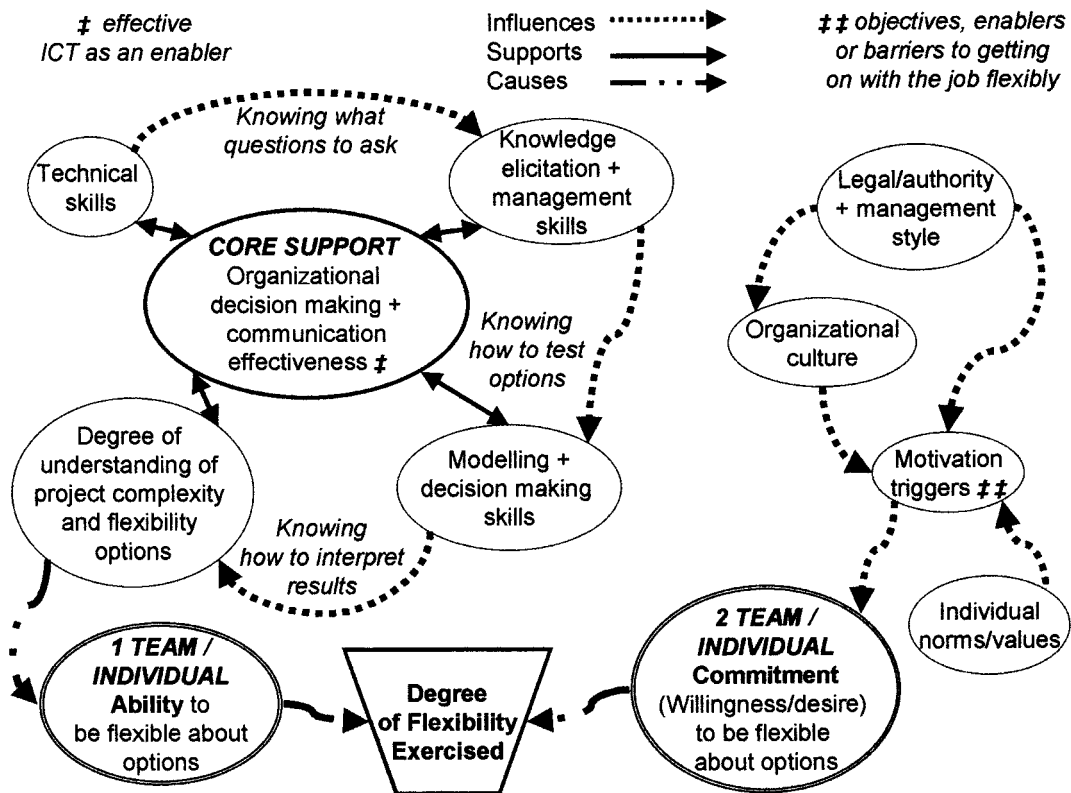 ‡ effective
ICT as an enabler
Influences
Supports
Causes
‡‡ objectives, enablers
or barriers to getting
on with the job flexibly
Knowing what
questions to ask
Technical
skills
Knowledge
elicitation +
management
skills
Legal/authority
+ management
style
CORE SUPPORT
Organizational
decision making +
communication
effectiveness ‡
Knowing
how to test
options
Organizational
culture
Degree of
understanding of
project complexity
and flexibility
options
Modelling +
decision making
skills
Motivation
triggers ‡‡
Knowing
how to interpret
results
Individual
norms/values
1 TEAM /
INDIVIDUAL
Ability to
be flexible about
options
Degree
of Flexibility
Exercised
2 TEAM /
INDIVIDUAL
Commitment
(Willingness/desire)
to be flexible
about options